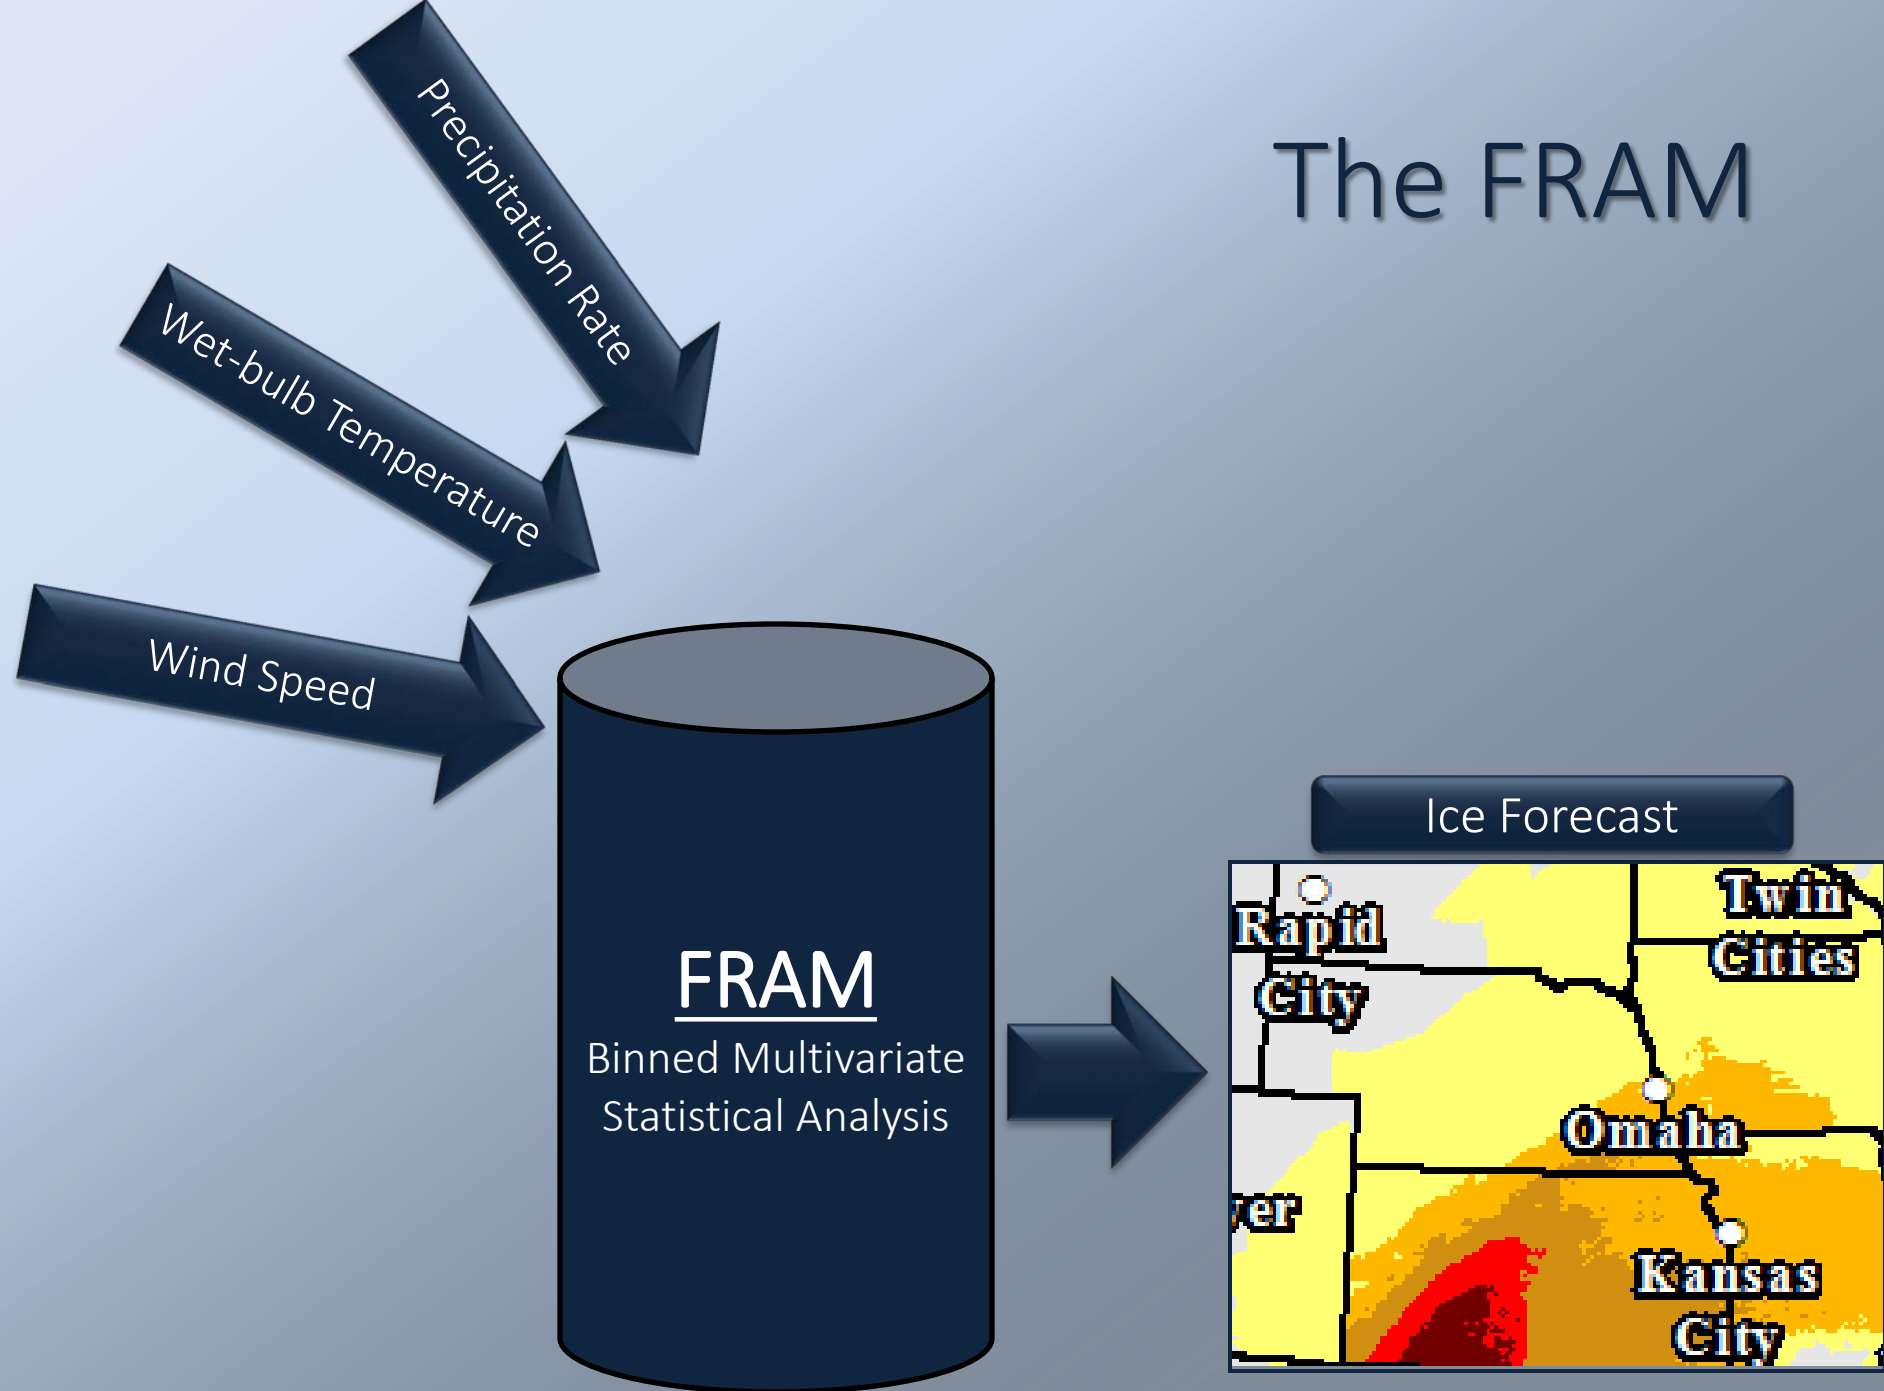 The FRAM
Precipitation Rate
Wet-bulb Temperature
Wind Speed
FRAM
Binned Multivariate
Statistical Analysis
Ice Forecast
Rapid
City
Twin
Cities
Omaha
ver
Kansas
City